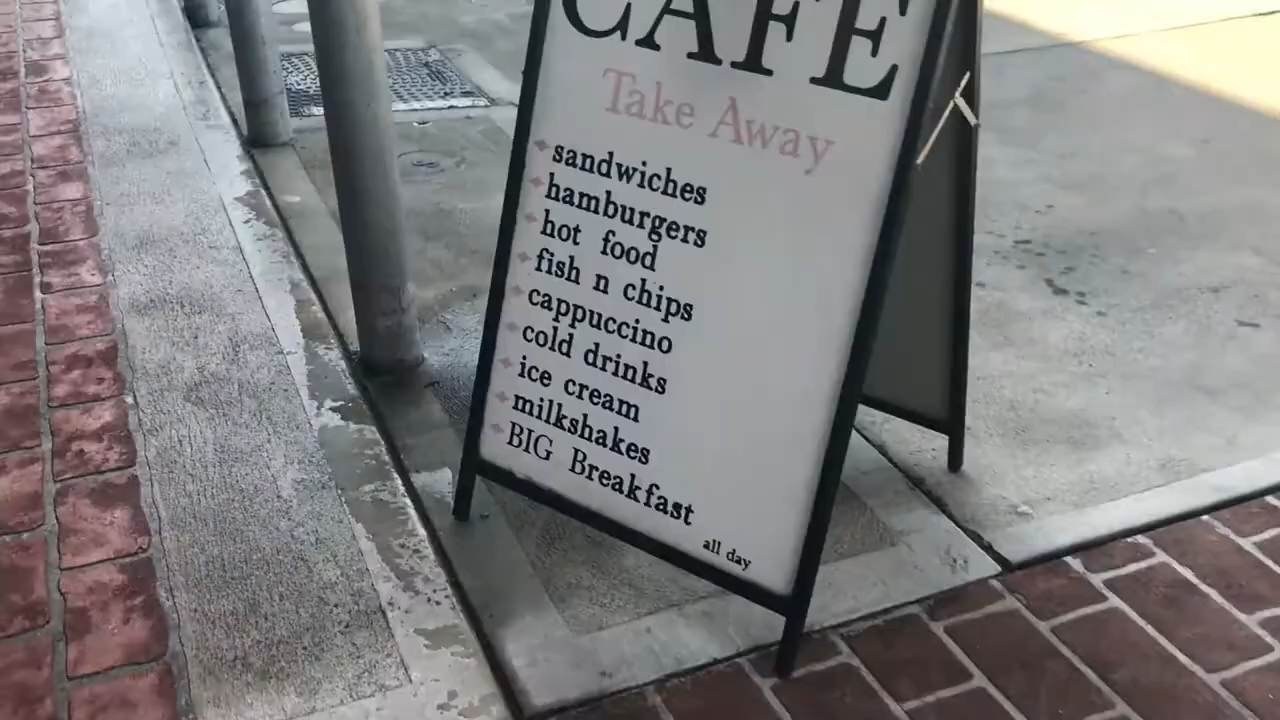 CAFE
Take Away
sandwiches
hamburgers
hot food
fish n chips
cappuccino
cold drinks
ice cream
milkshakes
BIG Breakfast
all day